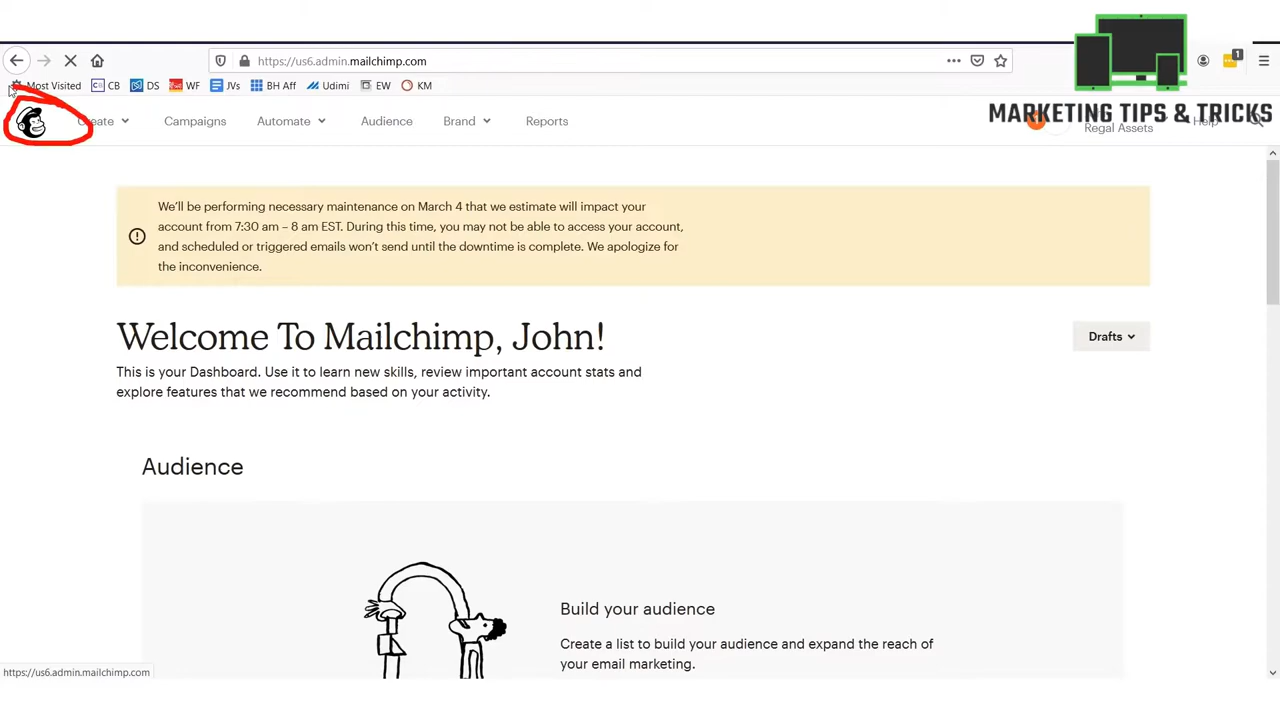 https://us6.admin.mailchimp.com
1
Most Visited CB DS WF JVs BH Aff Udimi EW KM
MARKETING TIPS & TRICKS
Create Campaigns Automate Audience Brand Reports
Regal Assets Help
We'll be performing necessary maintenance on March 4 that we estimate will impact your
account from 7:30 am – 8 am EST. During this time, you may not be able to access your account,
and scheduled or triggered emails won't send until the downtime is complete. We apologize for
the inconvenience.
Welcome To Mailchimp, John!
Drafts
This is your Dashboard. Use it to learn new skills, review important account stats and
explore features that we recommend based on your activity.
Audience
Build your audience
Create a list to build your audience and expand the reach of
your email marketing.
https://us6.admin.mailchimp.com